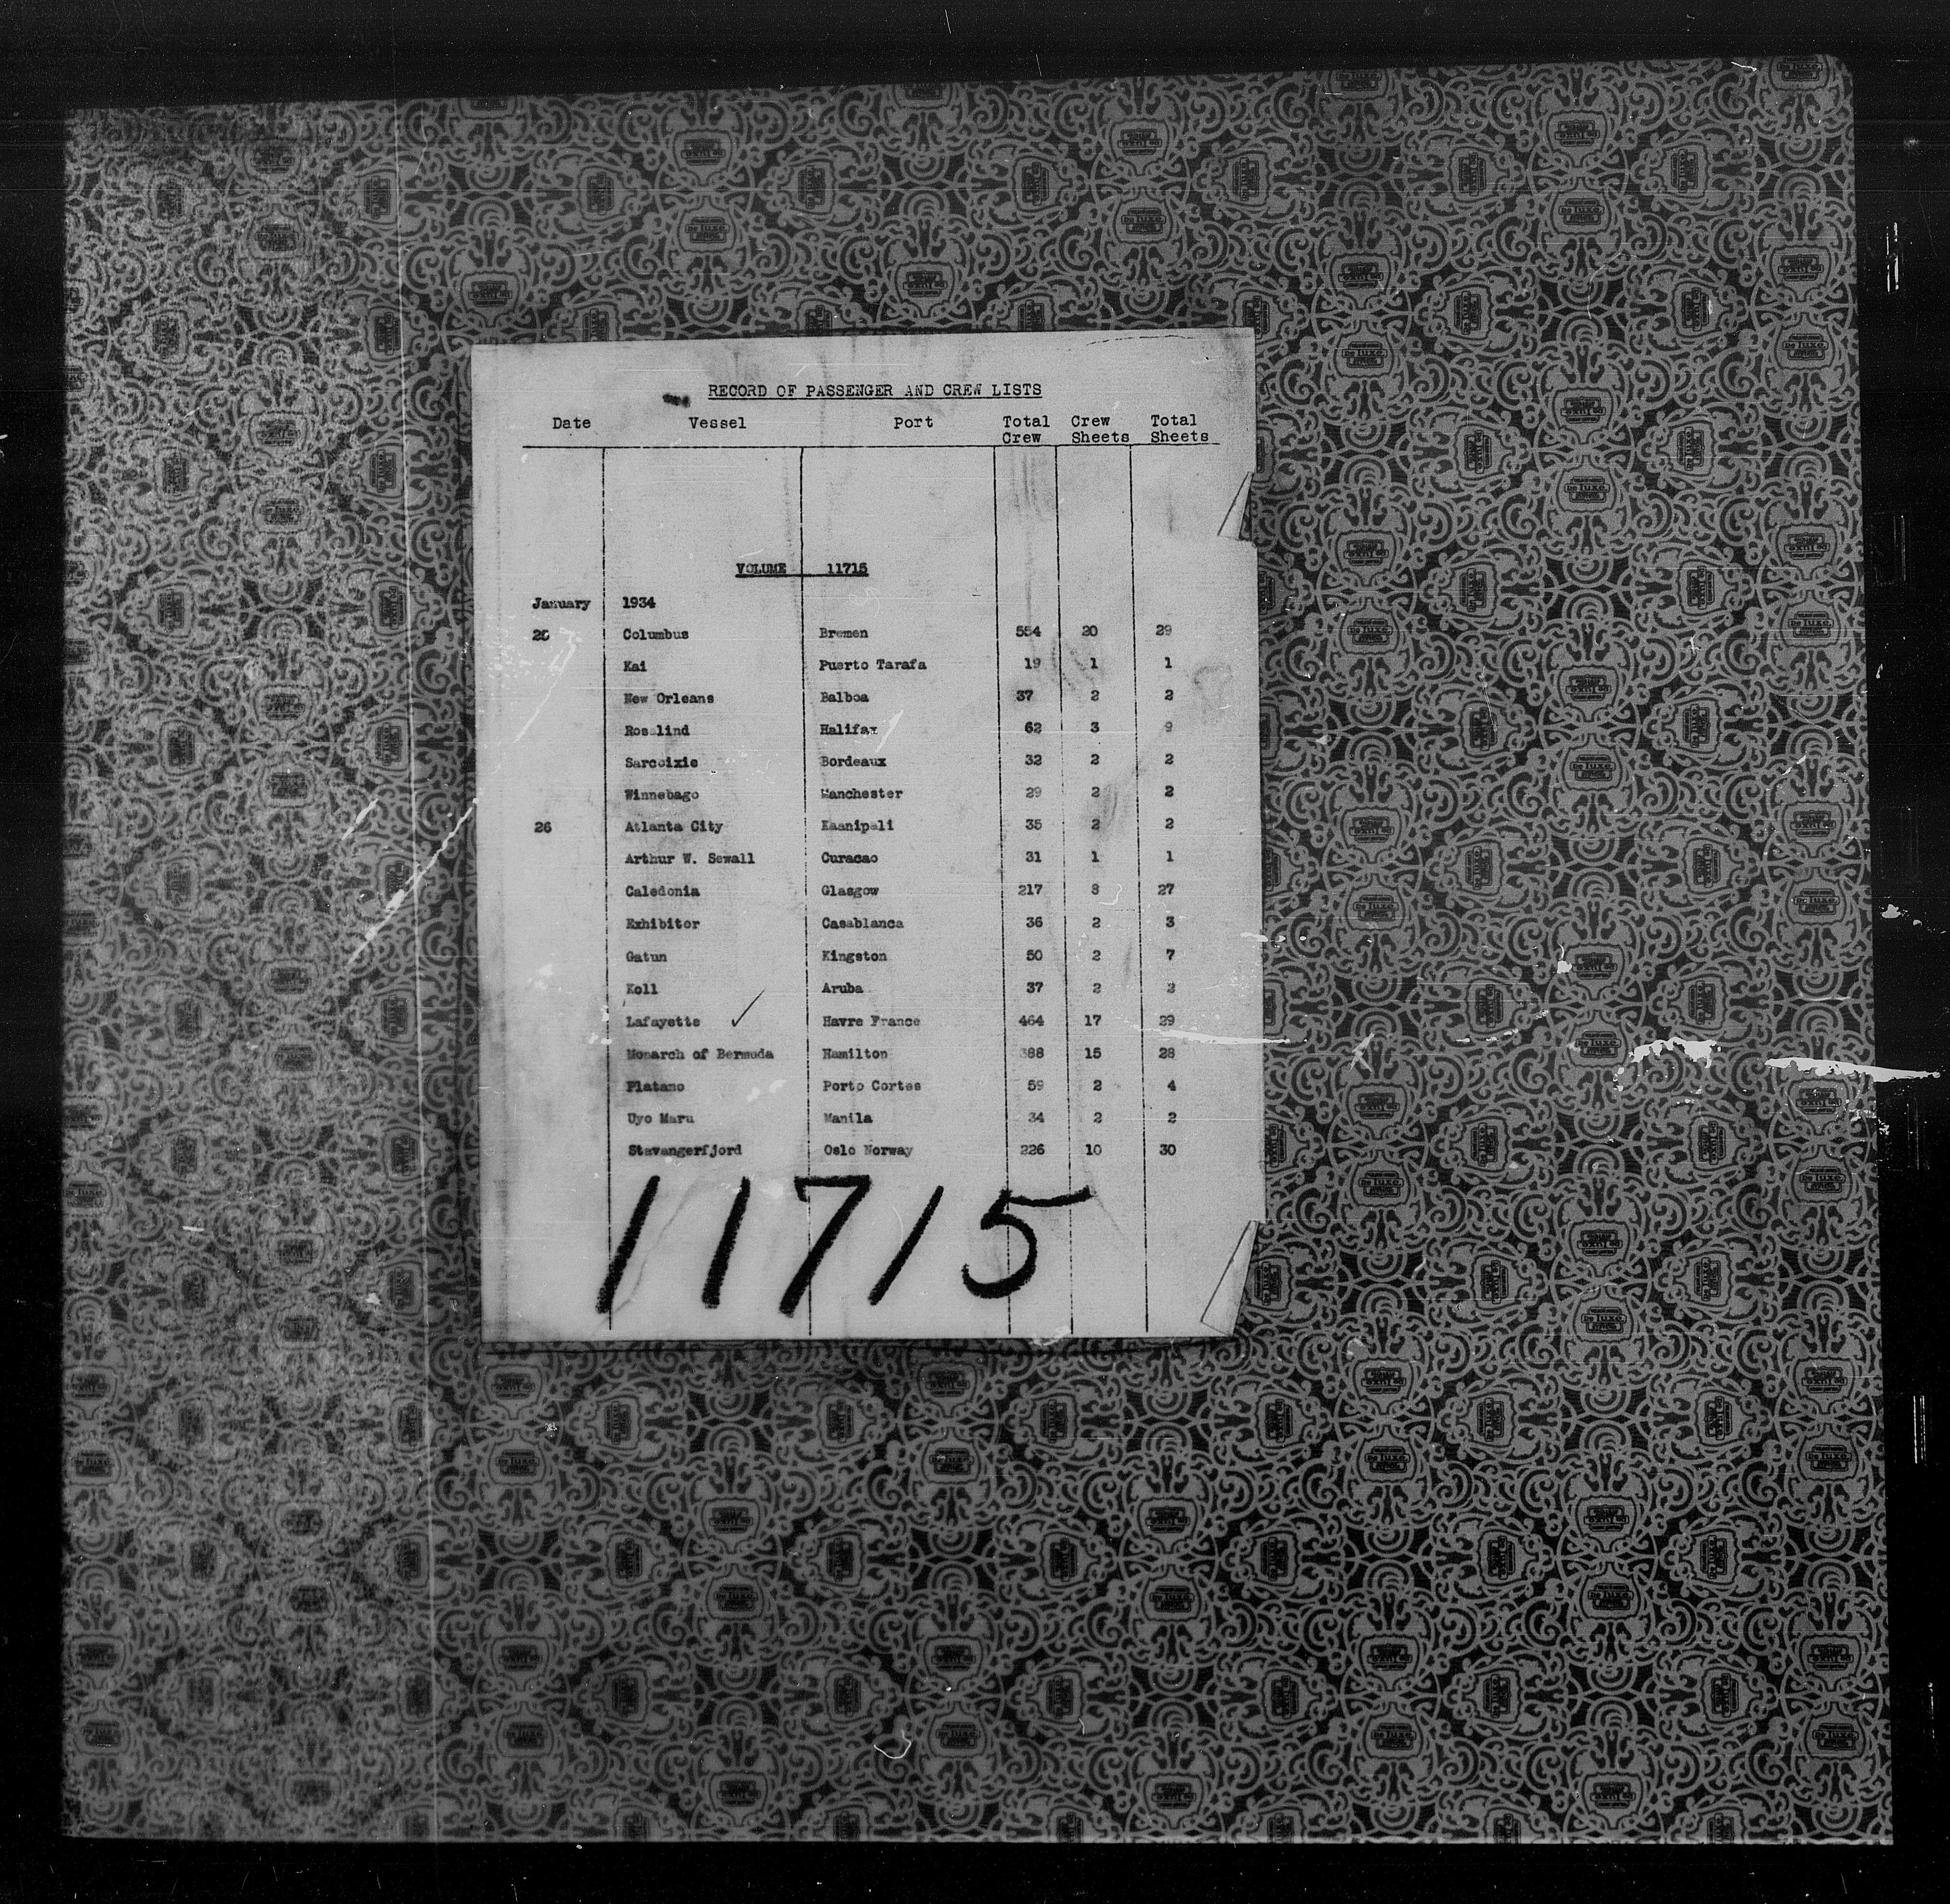 RECORD OF PASSENGER AND CREW LISTS
Date Vessel Port Total Crew Crew Sheets Total Sheets
VOLUME 11715
January 1934
Columbus Bremen 554 20 29
Kai Puerto Tarafa 19 1 1
New Orleans Balboa 37 2 2
Rosalind Halifax 62 3 9
Sarcoixie Bordeaux 32 2 2
Winnebago Manchester 29 2 2
26 Atlanta City Kaanipali 35 2 2
Arthur W. Sewall Curacao 31 1 1
Caledonia Glasgow 217 8 27
Exhibitor Casablanca 36 2 3
Gatun Kingston 50 2 7
Koll Aruba 37 2 2
Lafayette ✓ Havre France 464 17 29
Monarch of Bermuda Hamilton 388 15 28
Platano Porto Cortes 59 2 4
Uyo Maru Manila 34 2 2
Stavangerfjord Oslo Norway 226 10 30
11715